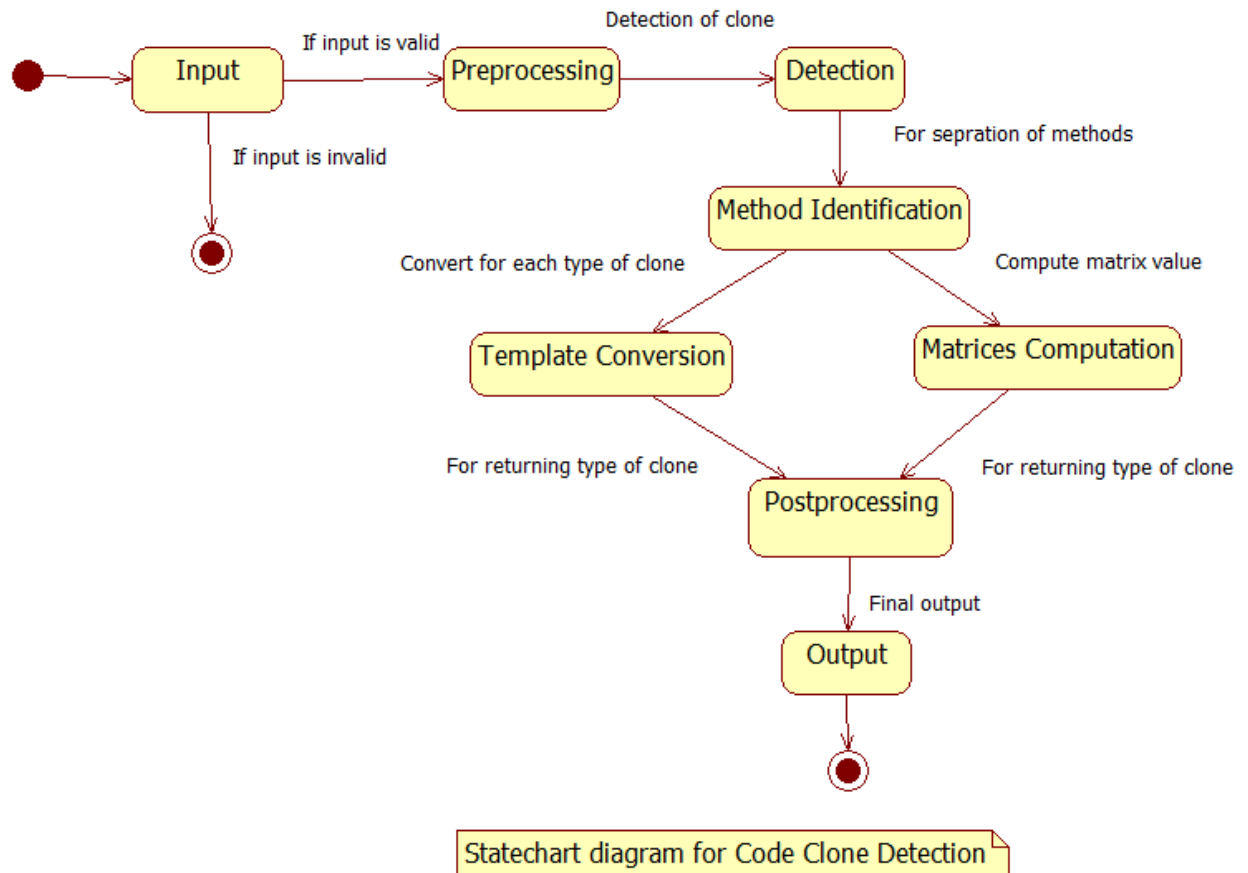 Detection of clone
If input is valid
Input
Preprocessing
Detection
For sepration of methods
If input is invalid
Method Identification
Convert for each type of clone
Compute matrix value
Template Conversion
Matrices Computation
For returning type of clone
For returning type of clone
Postprocessing
Final output
Output
Statechart diagram for Code Clone Detection